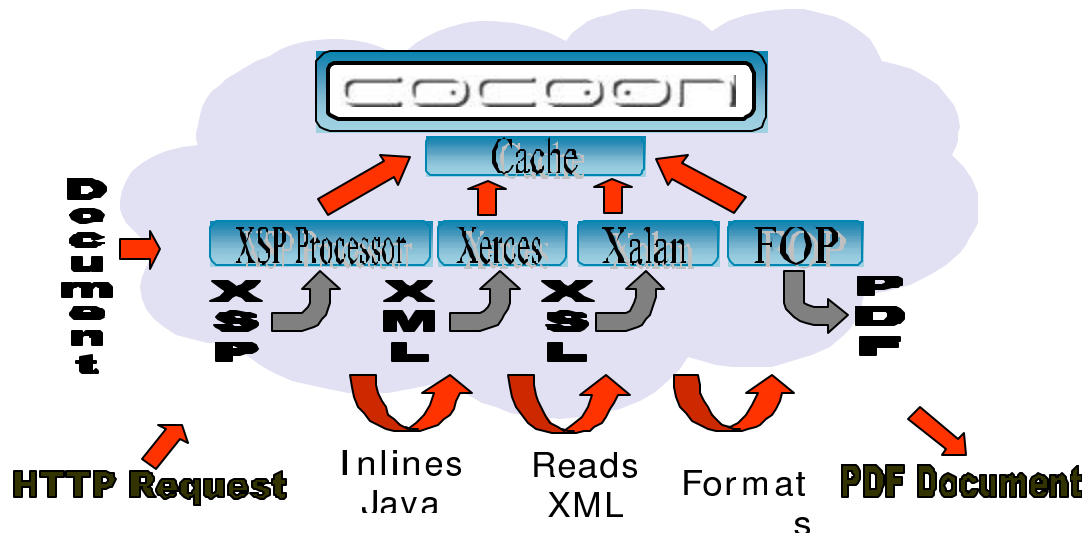 cocoon
Cache
XSP Processor
Xerces
Xalan
FOP
Document
XSP
XML
XSL
PDF
HTTP Request
Inlines
Java
Reads
XML
Format
s
PDF Document